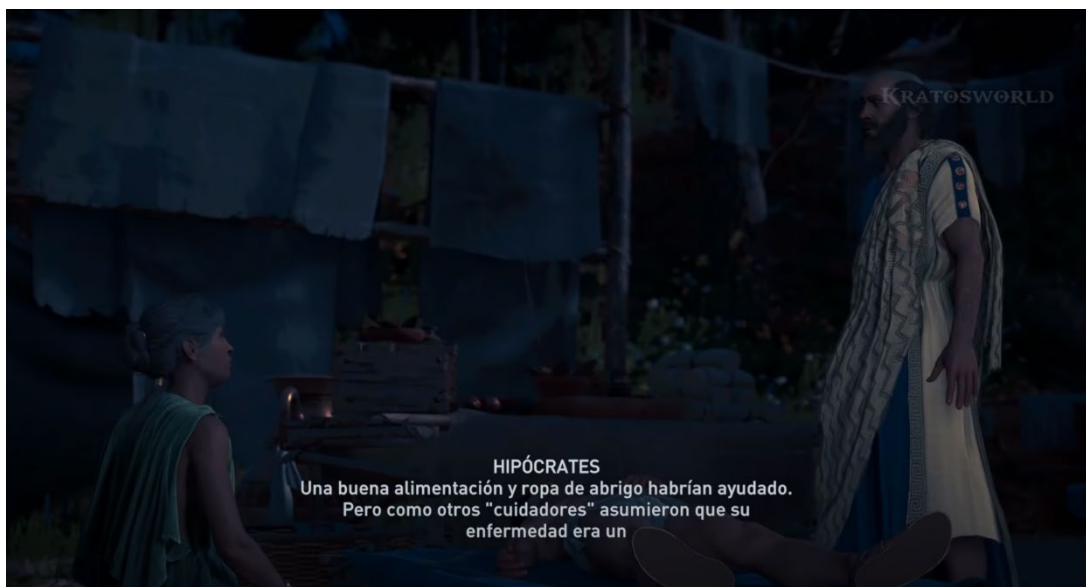 KRATOSWORLD
HIPÓCRATES
Una buena alimentación y ropa de abrigo habrían ayudado.
Pero como otros "cuidadores" asumieron que su
enfermedad era un